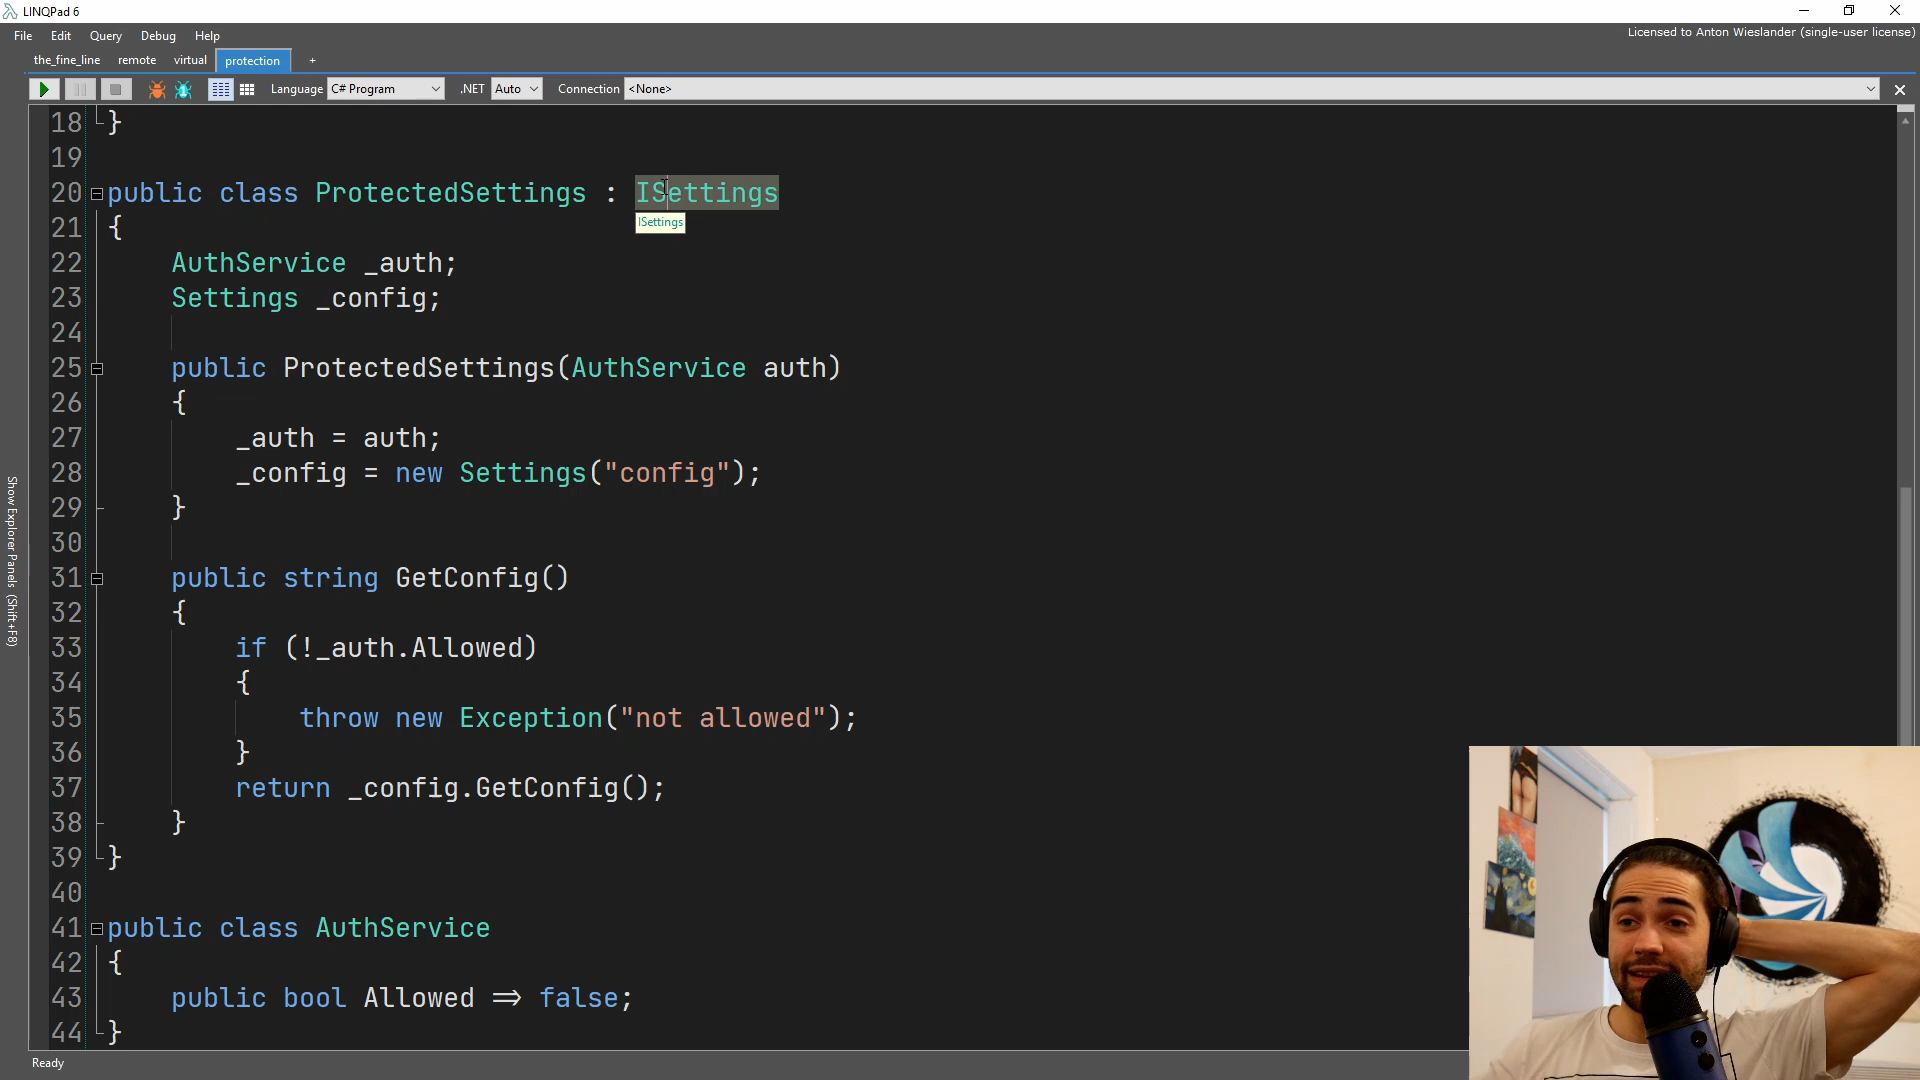 LINQPad 6
File Edit Query Debug Help
Licensed to Anton Wieslander (single-user license)
the_fine_line remote virtual protection +
Language C# Program .NET Auto Connection <None>
18 }
19
20 public class ProtectedSettings : ISettings
21 {
ISettings
22 AuthService _auth;
23 Settings _config;
24
25 public ProtectedSettings(AuthService auth)
26 {
27 _auth = auth;
28 _config = new Settings("config");
29 }
30
31 public string GetConfig()
32 {
33 if (!_auth.Allowed)
34 {
35 throw new Exception("not allowed");
36 }
37 return _config.GetConfig();
38 }
39 }
40
41 public class AuthService
42 {
43 public bool Allowed => false;
44 }
Show Explorer Panels (Shift+F8)
Ready